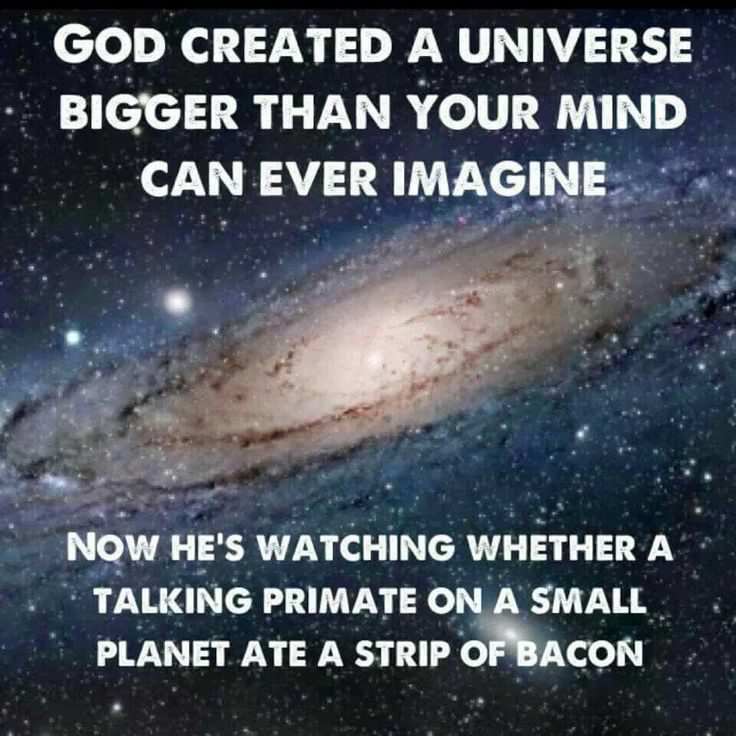 GOD CREATED A UNIVERSE
BIGGER THAN YOUR MIND
CAN EVER IMAGINE
NOW HE'S WATCHING WHETHER A
TALKING PRIMATE ON A SMALL
PLANET ATE A STRIP OF BACON